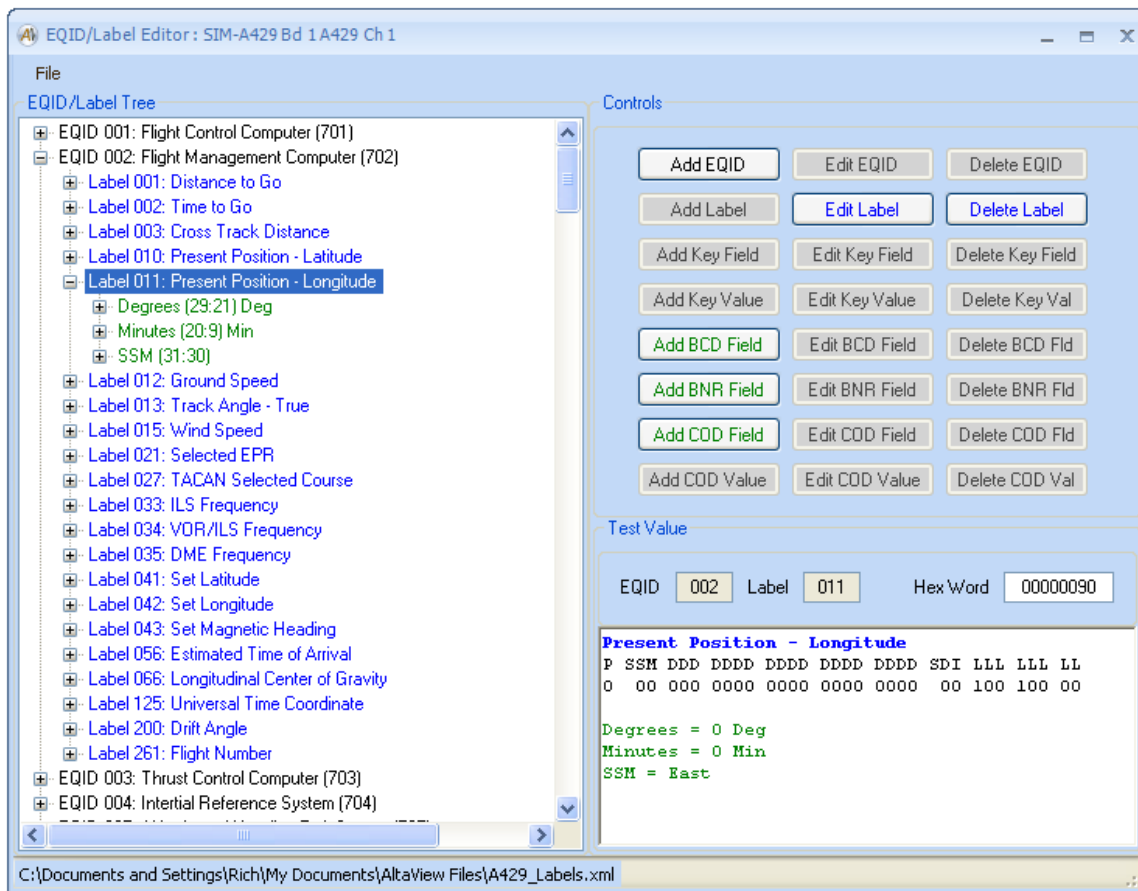 EQID/Label Editor : SIM-A429 Bd 1 A429 Ch 1
File
EQID/Label Tree
EQID 001: Flight Control Computer (701)
EQID 002: Flight Management Computer (702)
Label 001: Distance to Go
Label 002: Time to Go
Label 003: Cross Track Distance
Label 010: Present Position - Latitude
Label 011: Present Position - Longitude
Degrees (29:21) Deg
Minutes (20:9) Min
SSM (31:30)
Label 012: Ground Speed
Label 013: Track Angle - True
Label 015: Wind Speed
Label 021: Selected EPR
Label 027: TACAN Selected Course
Label 033: ILS Frequency
Label 034: VOR/ILS Frequency
Label 035: DME Frequency
Label 041: Set Latitude
Label 042: Set Longitude
Label 043: Set Magnetic Heading
Label 056: Estimated Time of Arrival
Label 066: Longitudinal Center of Gravity
Label 125: Universal Time Coordinate
Label 200: Drift Angle
Label 261: Flight Number
EQID 003: Thrust Control Computer (703)
EQID 004: Intertial Reference System (704)
Controls
Add EQID Edit EQID Delete EQID
Add Label Edit Label Delete Label
Add Key Field Edit Key Field Delete Key Field
Add Key Value Edit Key Value Delete Key Val
Add BCD Field Edit BCD Field Delete BCD Fld
Add BNR Field Edit BNR Field Delete BNR Fld
Add COD Field Edit COD Field Delete COD Fld
Add COD Value Edit COD Value Delete COD Val
Test Value
EQID 002 Label 011 Hex Word 00000090
Present Position - Longitude
P SSM DDD DDDD DDDD DDDD DDDD SDI LLL LLL LL
0 00 000 0000 0000 0000 0000 00 100 100 00
Degrees = 0 Deg
Minutes = 0 Min
SSM = East
C:\Documents and Settings\Rich\My Documents\AltaView Files\A429_Labels.xml